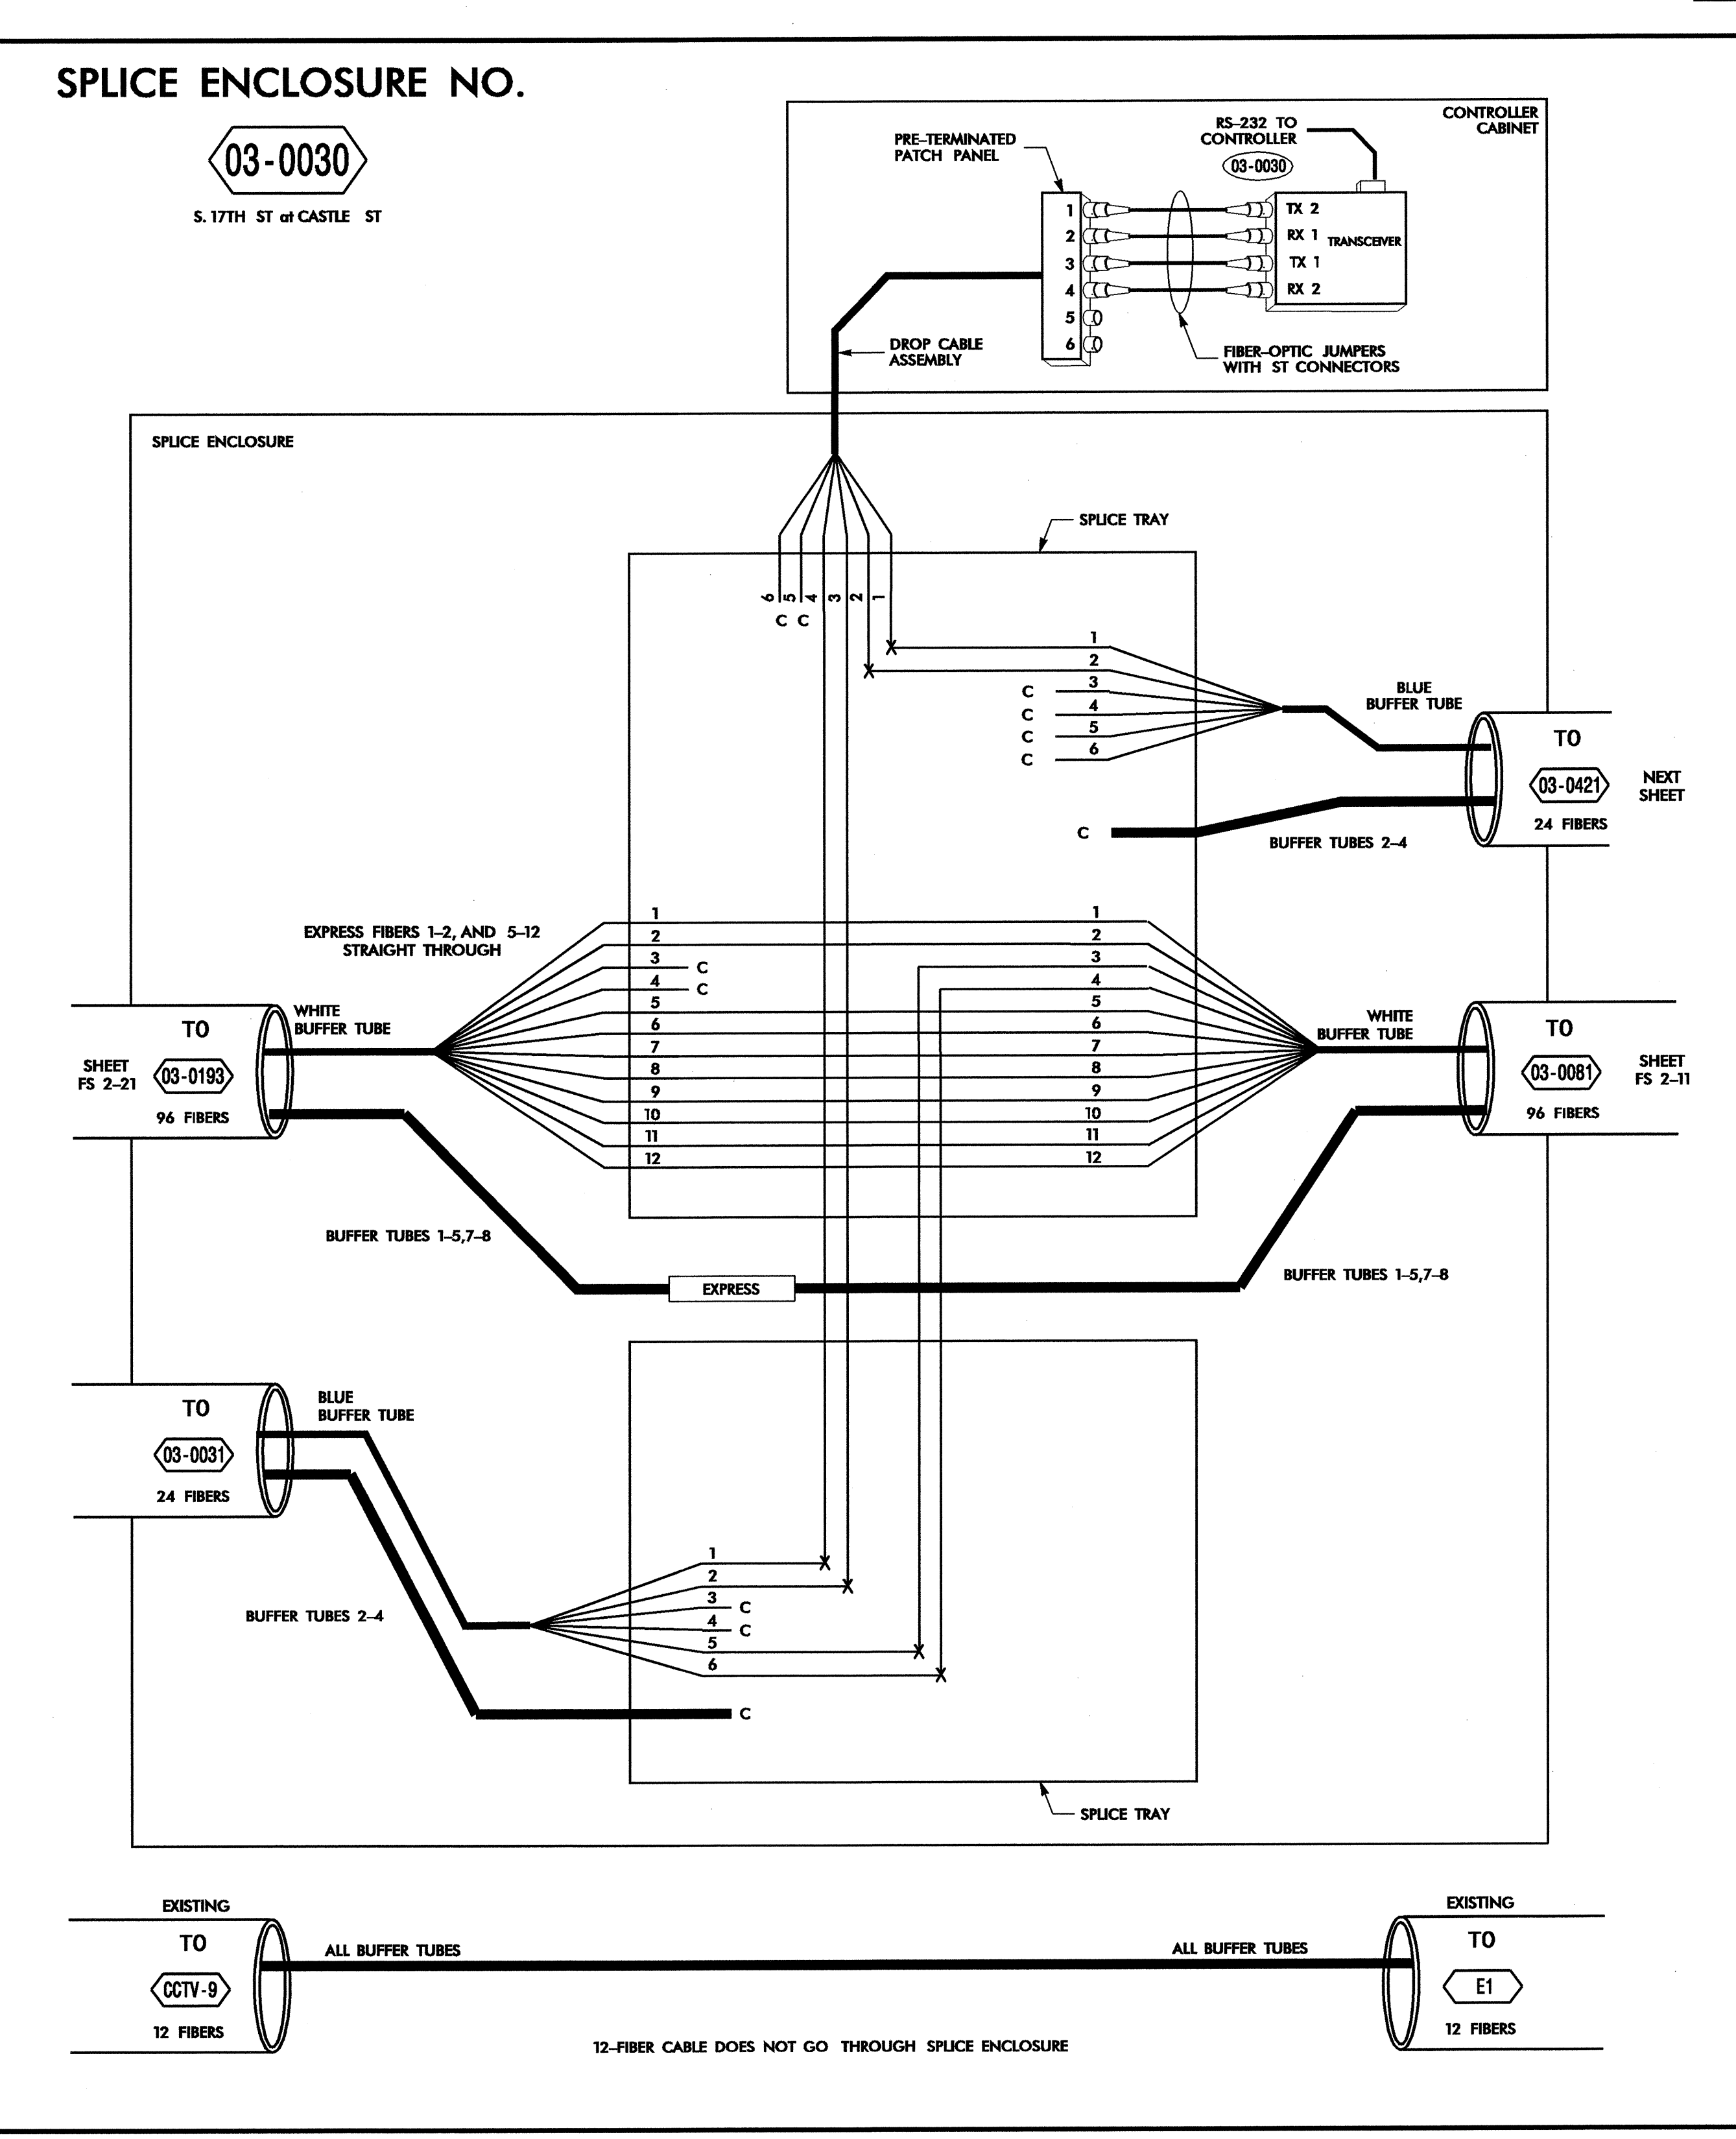 SPLICE ENCLOSURE NO.
03-0030
S. 17TH ST at CASTLE ST
CONTROLLER
CABINET
RS-232 TO
CONTROLLER
03-0030
PRE-TERMINATED
PATCH PANEL
1
2
3
4
5
6
TX 2
RX 1
TX 1
RX 2
TRANSCEIVER
DROP CABLE
ASSEMBLY
FIBER-OPTIC JUMPERS
WITH ST CONNECTORS
SPLICE ENCLOSURE
SPLICE TRAY
6 5 4 3 2 1
C C
1
2
C 3
C 4
C 5
C 6
BLUE
BUFFER TUBE
TO
03-0421
24 FIBERS
NEXT
SHEET
C
BUFFER TUBES 2-4
EXPRESS FIBERS 1-2, AND 5-12
STRAIGHT THROUGH
1 1
2 2
3 C 3
4 C 4
5 5
6 6
7 7
8 8
9 9
10 10
11 11
12 12
WHITE
BUFFER TUBE
TO
03-0193
96 FIBERS
SHEET
FS 2-21
WHITE
BUFFER TUBE
TO
03-0081
96 FIBERS
SHEET
FS 2-11
BUFFER TUBES 1-5,7-8
EXPRESS
BUFFER TUBES 1-5,7-8
TO
03-0031
24 FIBERS
BLUE
BUFFER TUBE
BUFFER TUBES 2-4
1
2
3 C
4 C
5
6
C
SPLICE TRAY
EXISTING
TO
CCTV-9
12 FIBERS
ALL BUFFER TUBES
ALL BUFFER TUBES
EXISTING
TO
E1
12 FIBERS
12-FIBER CABLE DOES NOT GO THROUGH SPLICE ENCLOSURE